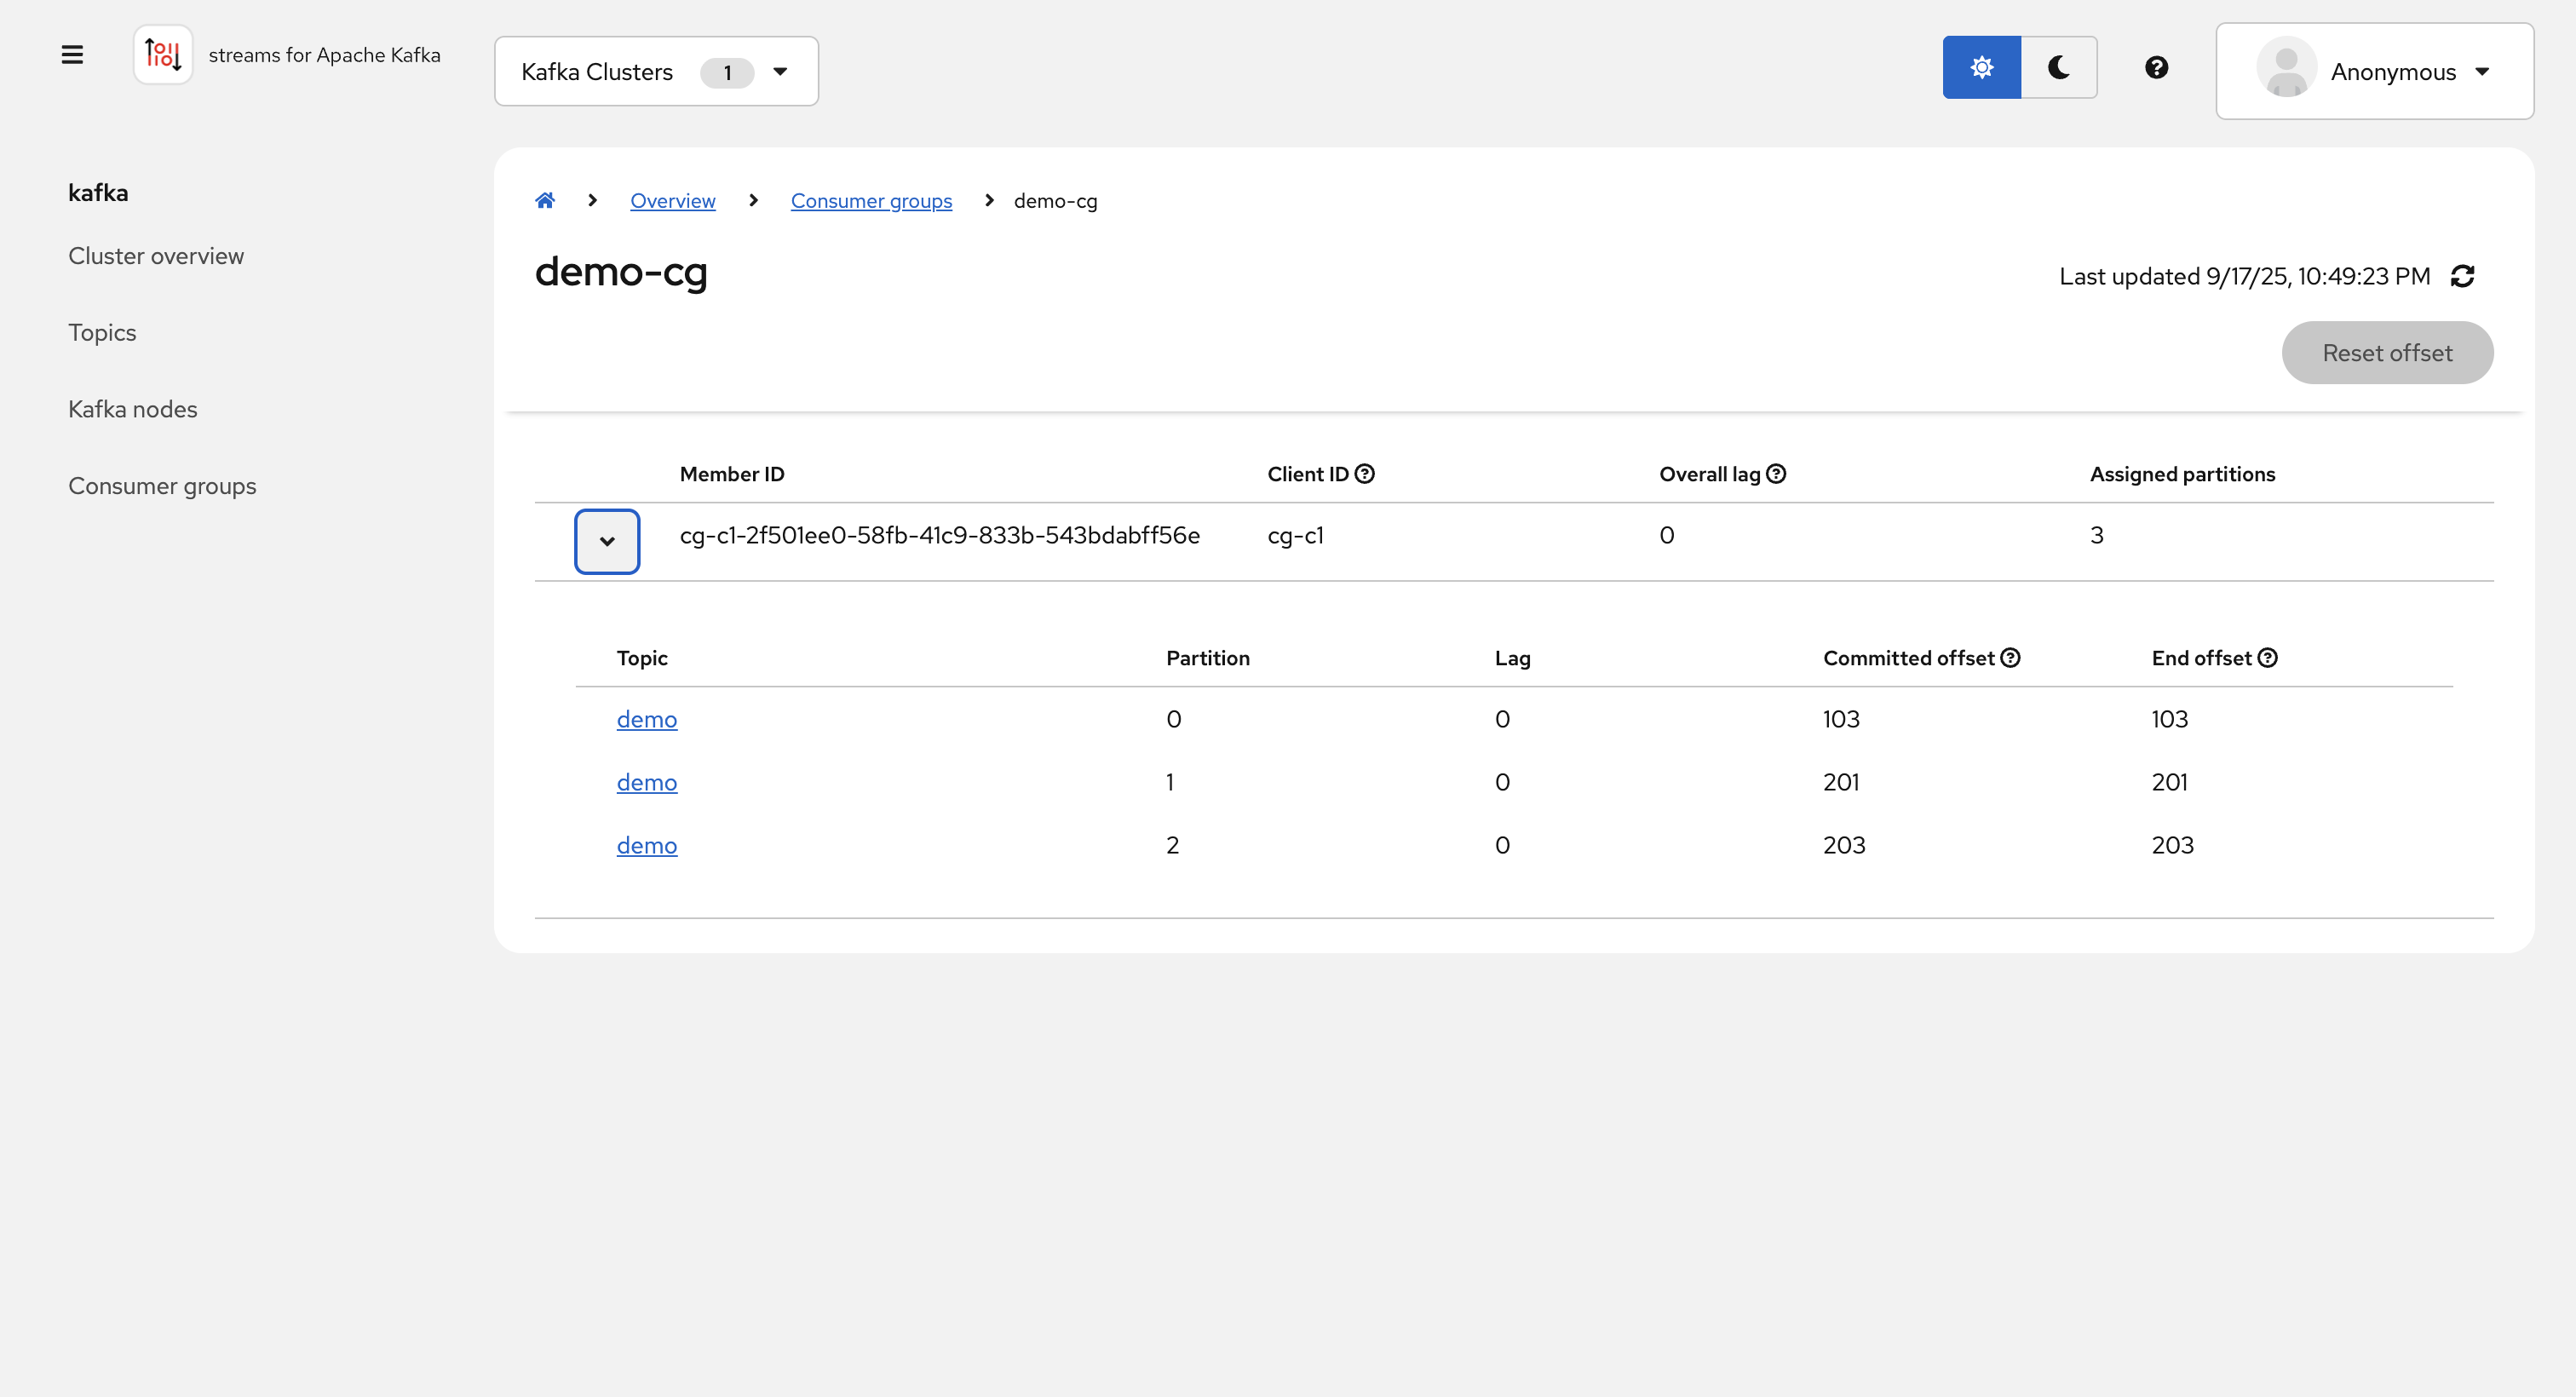 streams for Apache Kafka
Kafka Clusters 1
Anonymous
kafka
Cluster overview
Topics
Kafka nodes
Consumer groups
Overview Consumer groups demo-cg
demo-cg
Last updated 9/17/25, 10:49:23 PM
Reset offset
Member ID Client ID Overall lag Assigned partitions
cg-c1-2f501ee0-58fb-41c9-833b-543bdabff56e cg-c1 0 3
Topic Partition Lag Committed offset End offset
demo 0 0 103 103
demo 1 0 201 201
demo 2 0 203 203